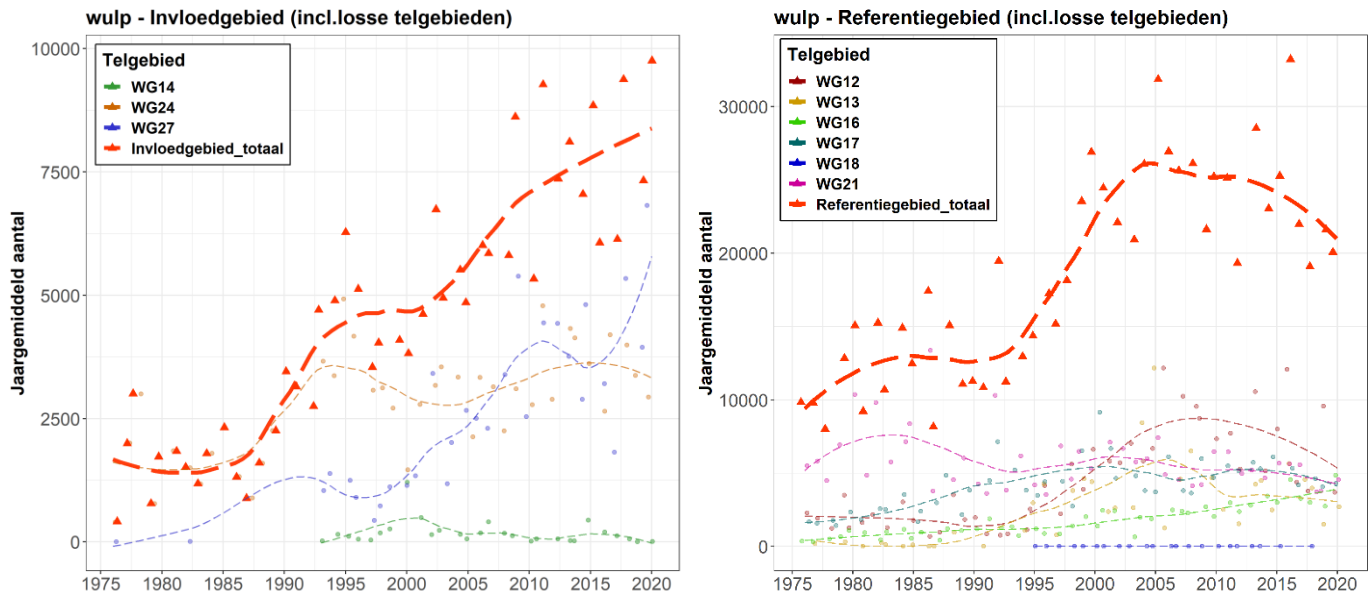 wulp - Invloedgebied (incl.losse telgebieden)
Telgebied
WG14
WG24
WG27
Invloedgebied_totaal
Jaargemiddeld aantal
10000
7500
5000
2500
0
1975 1980 1985 1990 1995 2000 2005 2010 2015 2020
wulp - Referentiegebied (incl.losse telgebieden)
Telgebied
WG12
WG13
WG16
WG17
WG18
WG21
Referentiegebied_totaal
Jaargemiddeld aantal
30000
20000
10000
0
1975 1980 1985 1990 1995 2000 2005 2010 2015 2020